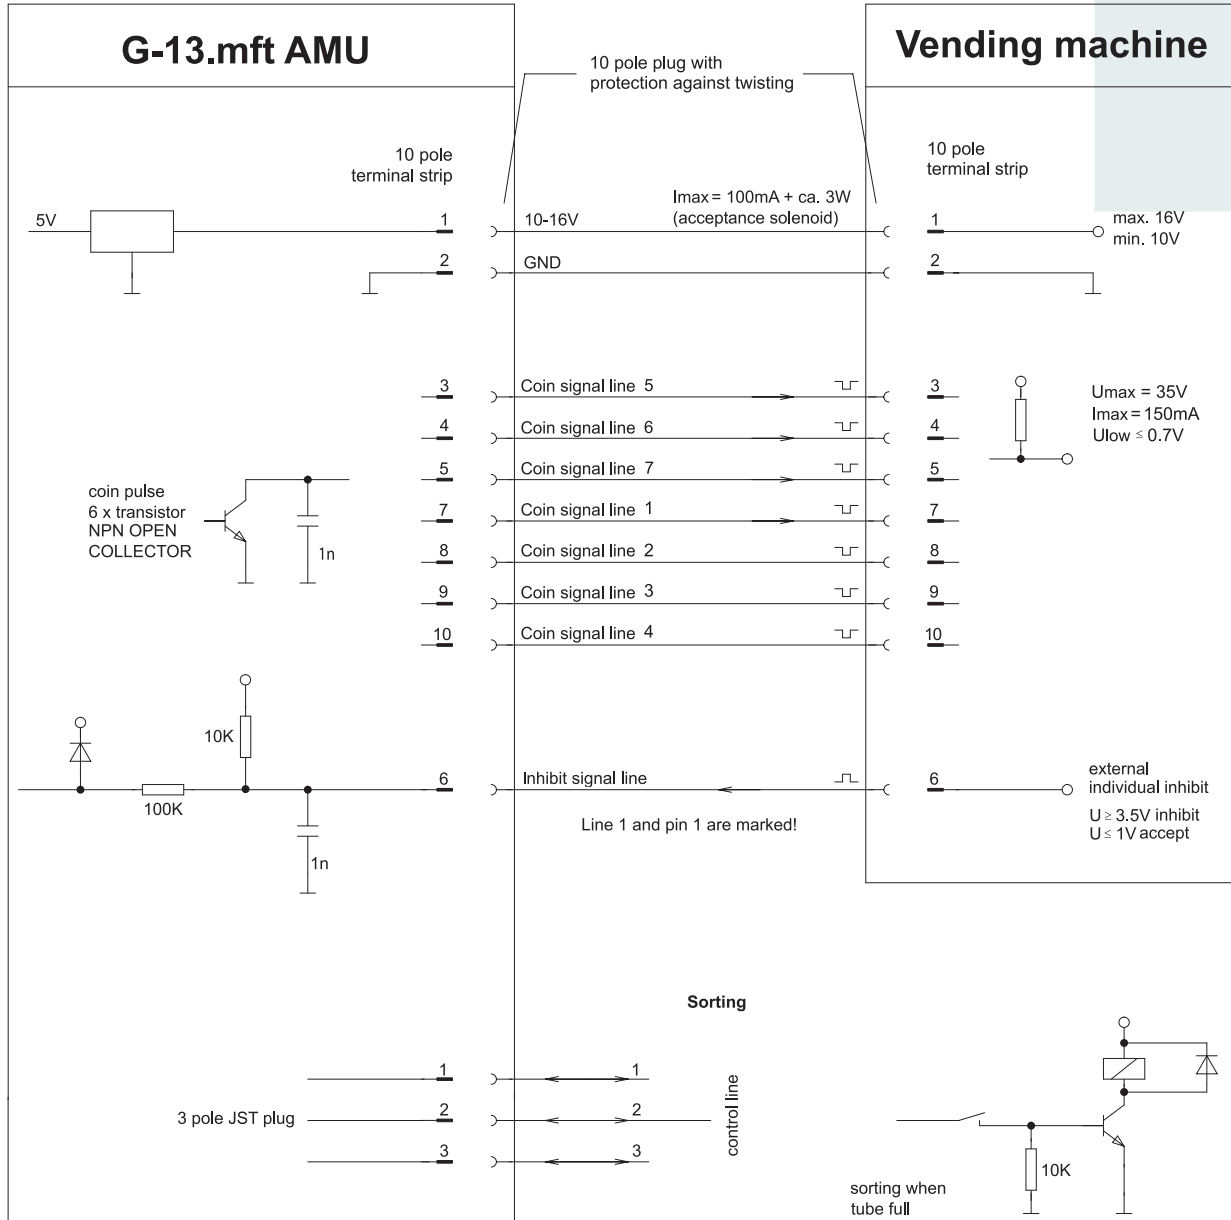 G-13.mft AMU
Vending machine
10 pole plug with
protection against twisting
10 pole
terminal strip
10 pole
terminal strip
Imax = 100mA + ca. 3W
(acceptance solenoid)
5V
1
10-16V
1
max. 16V
min. 10V
2
GND
2
3
Coin signal line 5
3
4
Coin signal line 6
4
5
Coin signal line 7
5
7
Coin signal line 1
7
8
Coin signal line 2
8
9
Coin signal line 3
9
10
Coin signal line 4
10
Umax = 35V
Imax = 150mA
Ulow ≤ 0.7V
coin pulse
6 x transistor
NPN OPEN
COLLECTOR
1n
10K
100K
1n
6
Inhibit signal line
6
Line 1 and pin 1 are marked!
external
individual inhibit
U ≥ 3.5V inhibit
U ≤ 1V accept
Sorting
1
1
3 pole JST plug
2
2
3
3
control line
10K
sorting when
tube full